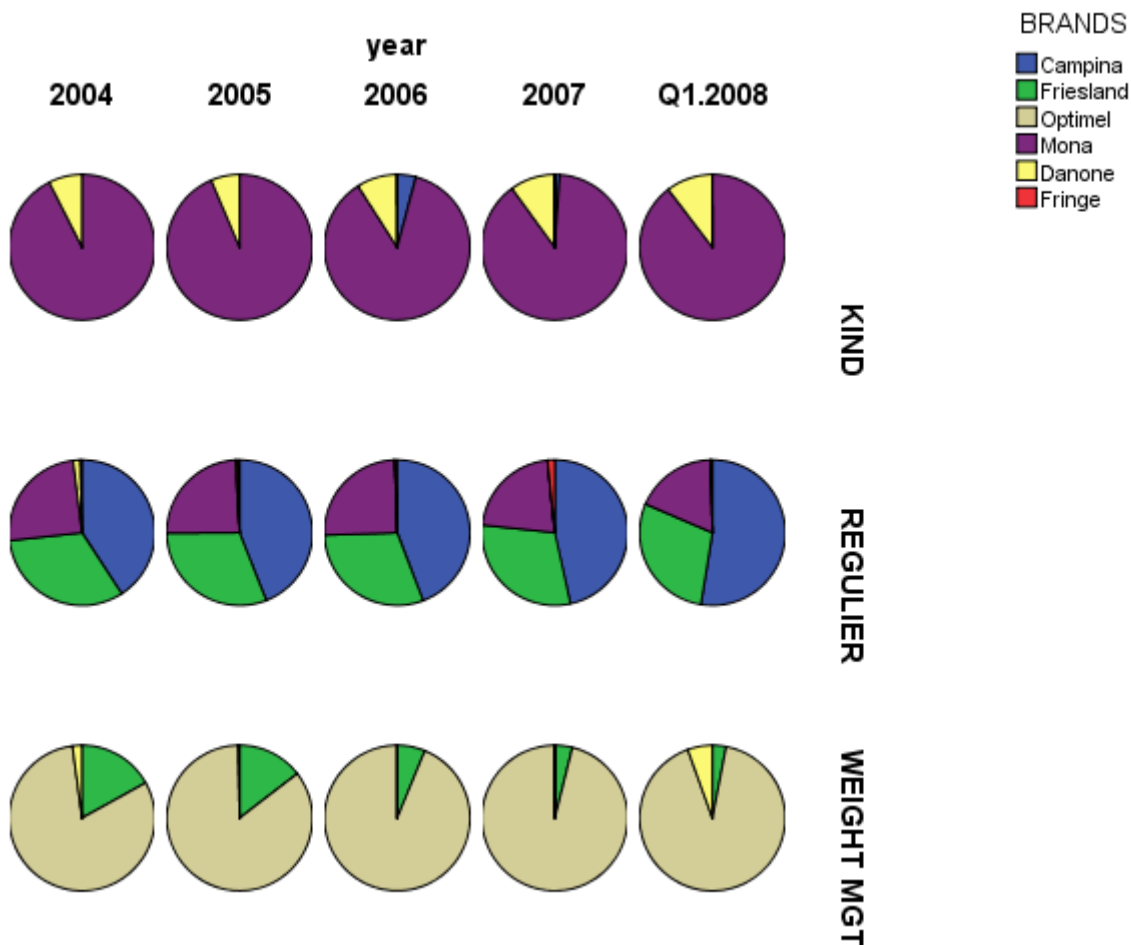 year
2004 2005 2006 2007 Q1.2008
BRANDS
Campina
Friesland
Optimel
Mona
Danone
Fringe
KIND
REGULIER
WEIGHT MGT